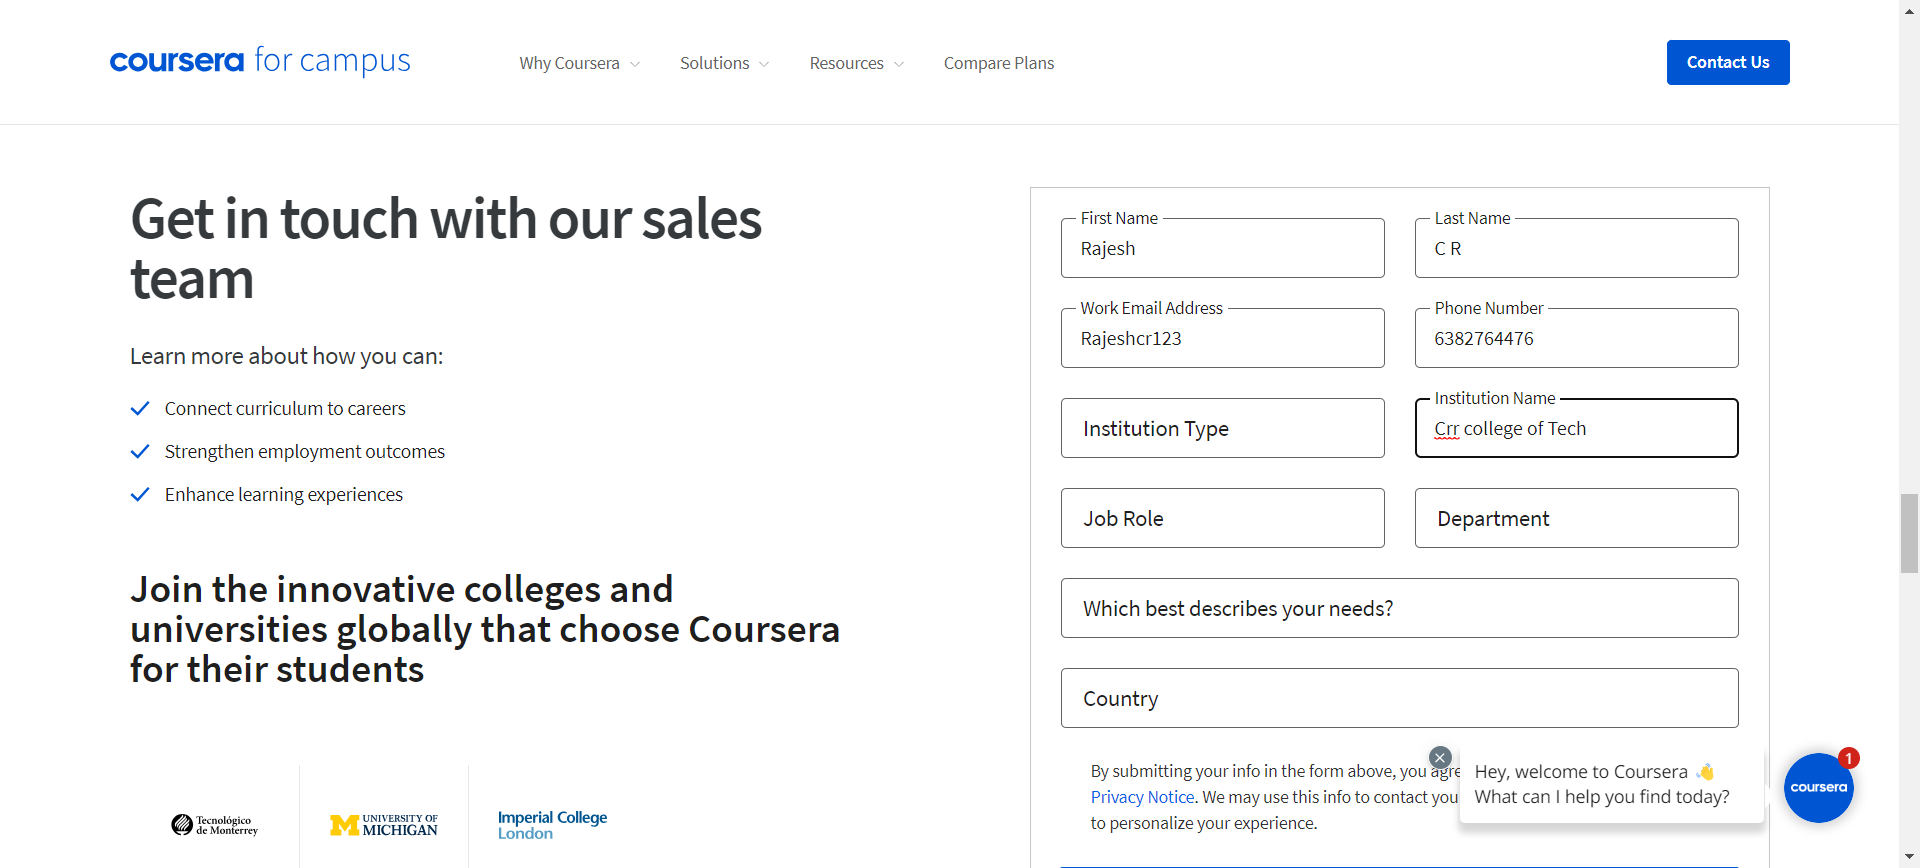 coursera for campus
Why Coursera
Solutions
Resources
Compare Plans
Contact Us
Get in touch with our sales
team
Learn more about how you can:
Connect curriculum to careers
Strengthen employment outcomes
Enhance learning experiences
Join the innovative colleges and
universities globally that choose Coursera
for their students
Tecnológico
de Monterrey
M UNIVERSITY OF
MICHIGAN
Imperial College
London
First Name
Rajesh
Last Name
C R
Work Email Address
Rajeshcr123
Phone Number
6382764476
Institution Type
Institution Name
Crr college of Tech
Job Role
Department
Which best describes your needs?
Country
By submitting your info in the form above, you agre
Privacy Notice. We may use this info to contact you
to personalize your experience.
Hey, welcome to Coursera 👋
What can I help you find today?
coursera
1